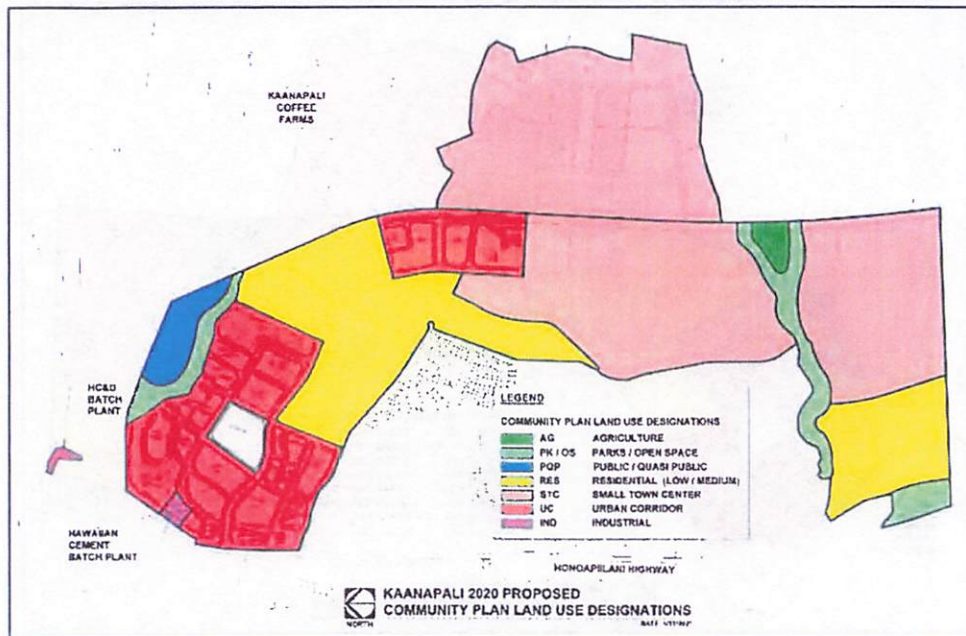 KAANAPALI
COFFEE
FARMS
HC&D
BATCH
PLANT
HAWAIIAN
CEMENT
BATCH PLANT
LEGEND
COMMUNITY PLAN LAND USE DESIGNATIONS
AG AGRICULTURE
PK / OS PARKS / OPEN SPACE
PQP PUBLIC / QUASI PUBLIC
RES RESIDENTIAL (LOW / MEDIUM)
STC SMALL TOWN CENTER
UC URBAN CORRIDOR
IND INDUSTRIAL
HONOAPIILANI HIGHWAY
KAANAPALI 2020 PROPOSED
COMMUNITY PLAN LAND USE DESIGNATIONS
NORTH
DATE